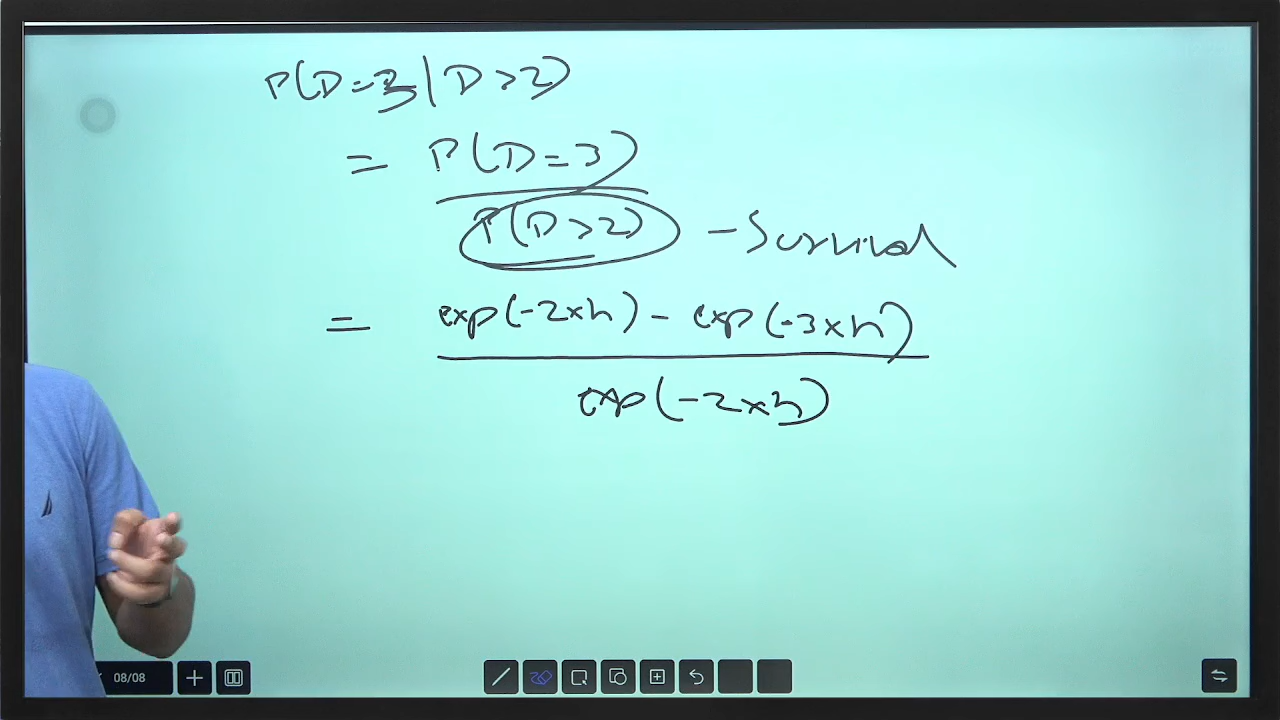 P(D=3|D>2)
= P(D=3)
P(D>2) - Survival
= exp(-2×h) - exp(-3×h)
exp(-2×h)
08/08